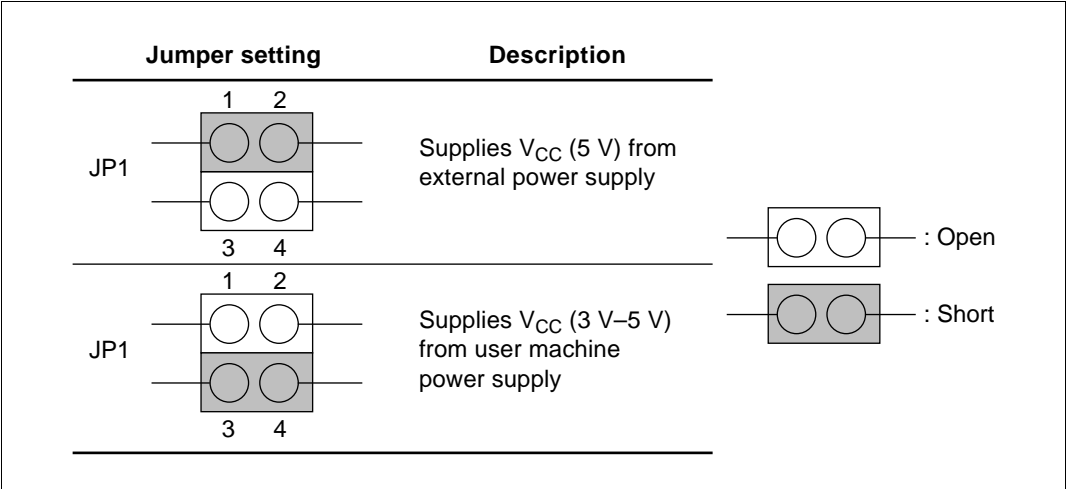 Jumper setting Description
1 2
JP1
3 4
Supplies VCC (5 V) from
external power supply
1 2
JP1
3 4
Supplies VCC (3 V–5 V)
from user machine
power supply
: Open
: Short